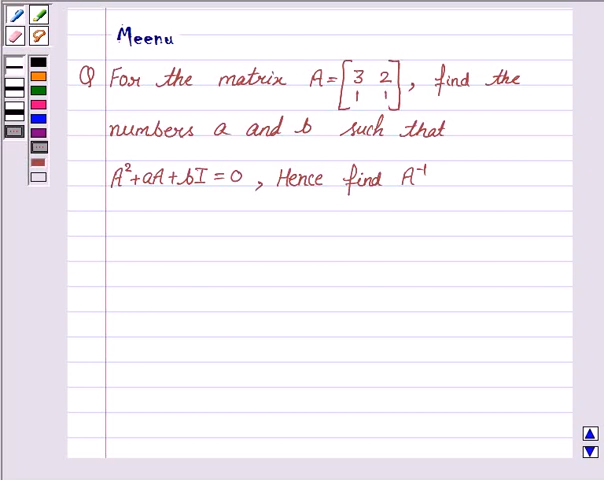 Meenu
Q For the matrix A = [3 2
1 1], find the
numbers a and b such that
A²+aA+bI = 0, Hence find A⁻¹